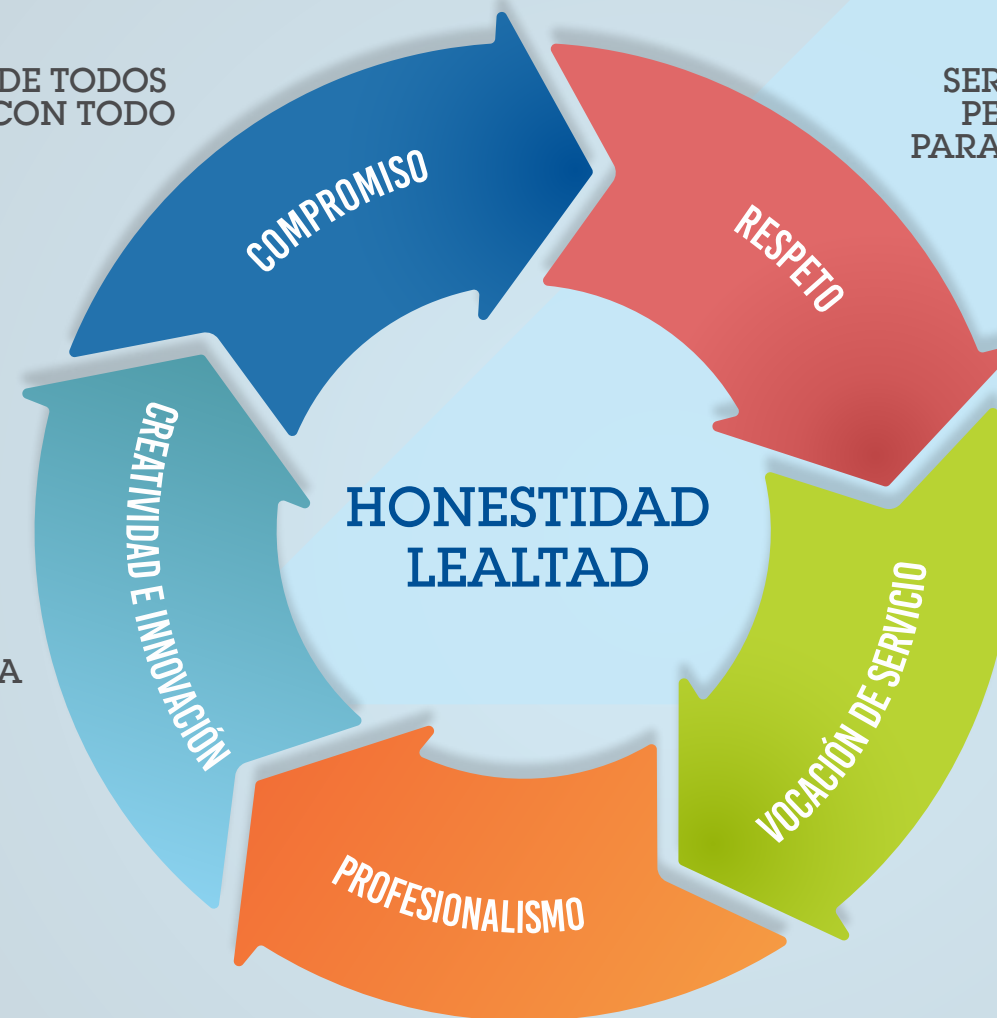 DE TODOS
CON TODO
COMPROMISO
RESPETO
HONESTIDAD
LEALTAD
CREATIVIDAD E INNOVACIÓN
VOCACIÓN DE SERVICIO
PROFESIONALISMO